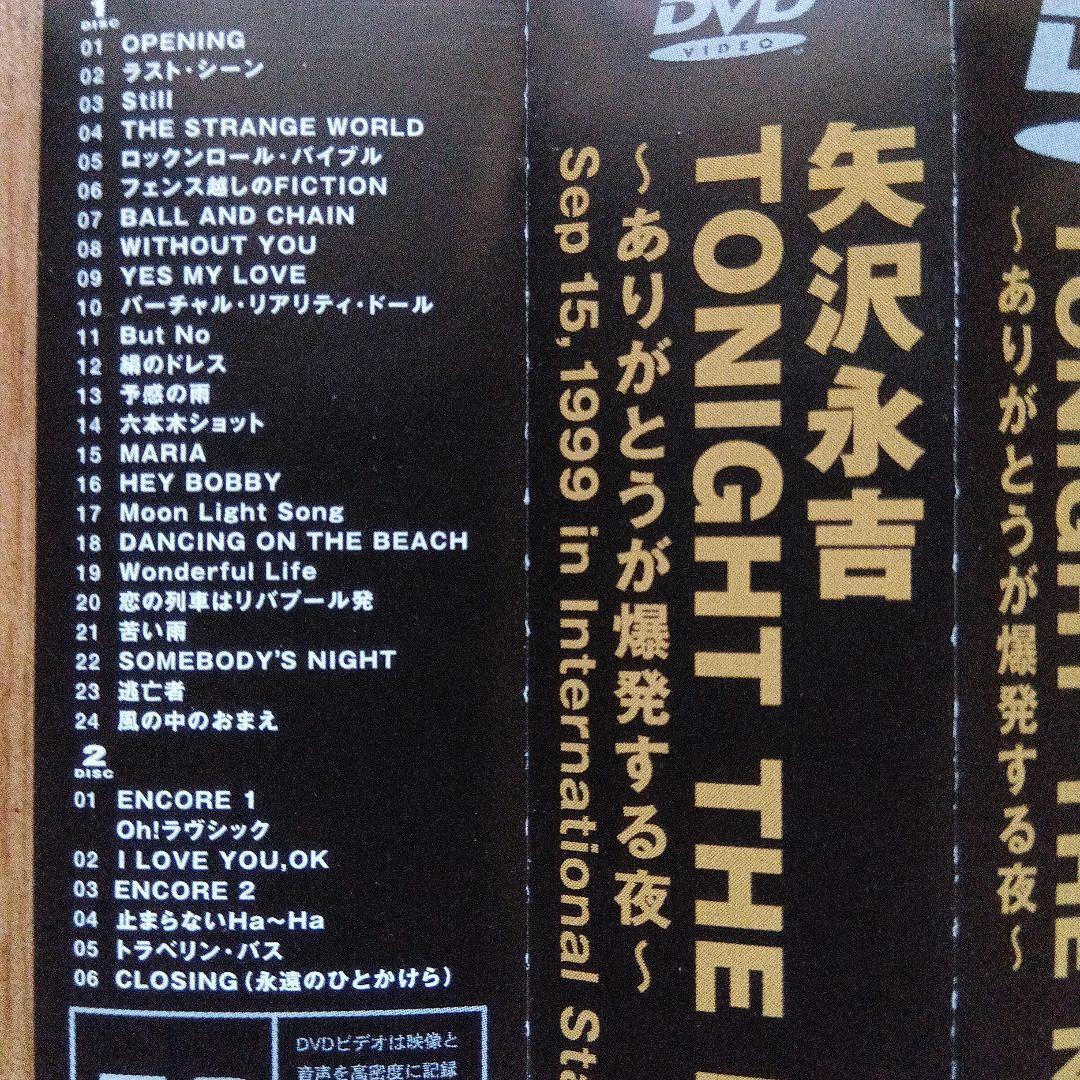 1
DISC
01 OPENING
02 ラスト・シーン
03 Still
04 THE STRANGE WORLD
05 ロックンロール・バイブル
06 フェンス越しのFICTION
07 BALL AND CHAIN
08 WITHOUT YOU
09 YES MY LOVE
10 バーチャル・リアリティ・ドール
11 But No
12 絹のドレス
13 予感の雨
14 六本木ショット
15 MARIA
16 HEY BOBBY
17 Moon Light Song
18 DANCING ON THE BEACH
19 Wonderful Life
20 恋の列車はリバプール発
21 苦い雨
22 SOMEBODY'S NIGHT
23 逃亡者
24 風の中のおまえ
2
DISC
01 ENCORE 1
Oh!ラヴシック
02 I LOVE YOU,OK
03 ENCORE 2
04 止まらないHa〜Ha
05 トラベリン・バス
06 CLOSING(永遠のひとかけら)
DVDビデオは映像と
音声を高密度に記録
DVD
VIDEO
矢沢永吉
TONIGHT THE
〜ありがとうが爆発する夜〜
Sep 15, 1999 in International
TONIGHT THE
〜ありがとうが爆発する夜〜